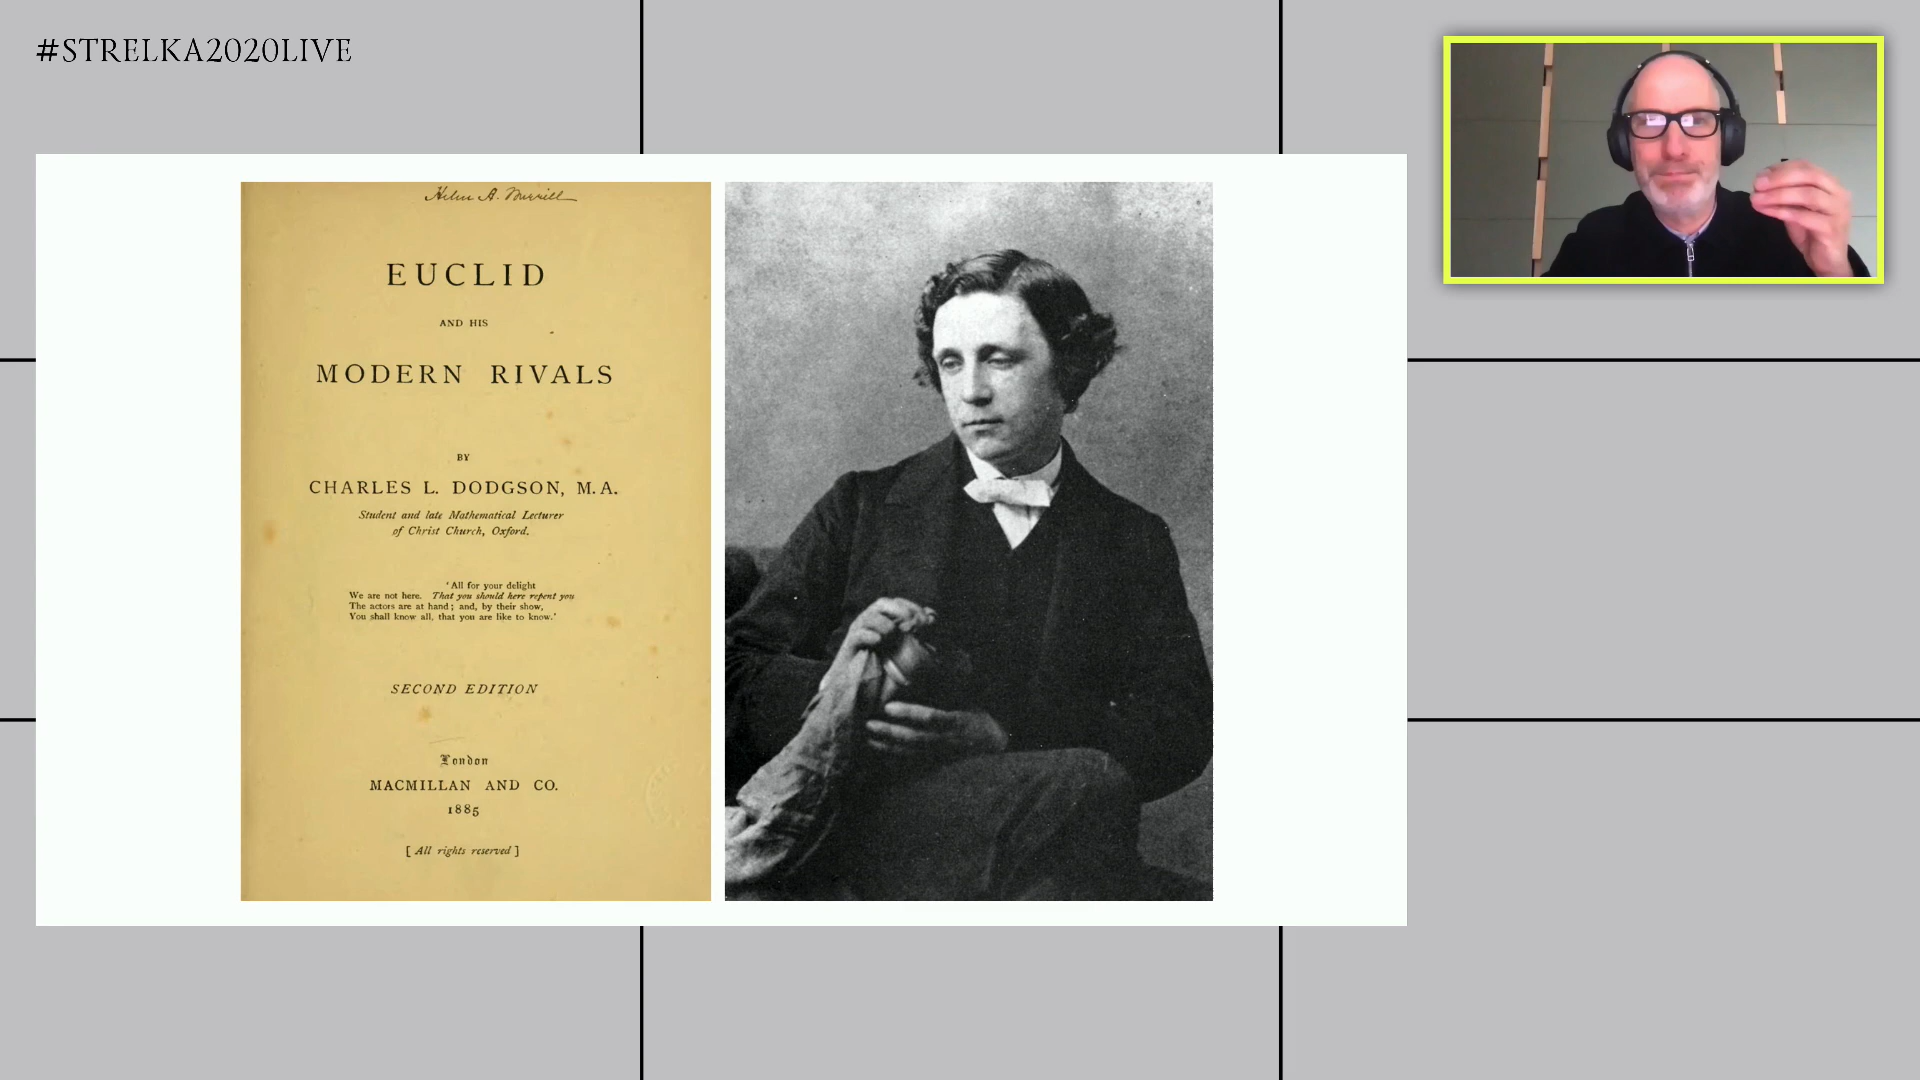 #STRELKA2020LIVE
Helen A. Merrill
EUCLID
AND HIS
MODERN RIVALS
BY
CHARLES L. DODGSON, M.A.
Student and late Mathematical Lecturer
of Christ Church, Oxford.
'All for your delight
We are not here. That you should here repent you
The actors are at hand; and, by their show,
You shall know all, that you are like to know.'
SECOND EDITION
London
MACMILLAN AND CO.
1885
[ All rights reserved ]